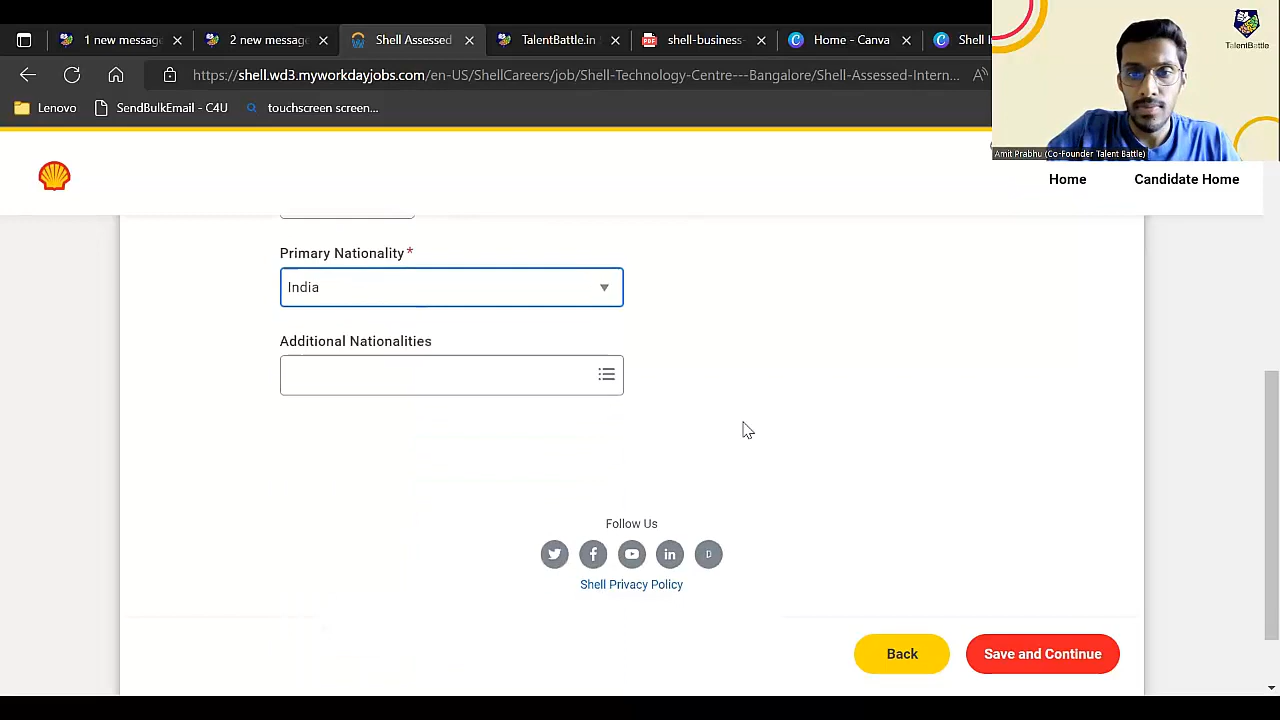 1 new messag
2 new messag
Shell Assessed
TalentBattle.in /
shell-business-
Home - Canva
Shell I
TalentBattle
https://shell.wd3.myworkdayjobs.com/en-US/ShellCareers/job/Shell-Technology-Centre---Bangalore/Shell-Assessed-Intern...
Lenovo
SendBulkEmail - C4U
touchscreen screen...
Amit Prabhu (Co-Founder Talent Battle)
Home
Candidate Home
Primary Nationality*
India
Additional Nationalities
Follow Us
Shell Privacy Policy
Back
Save and Continue